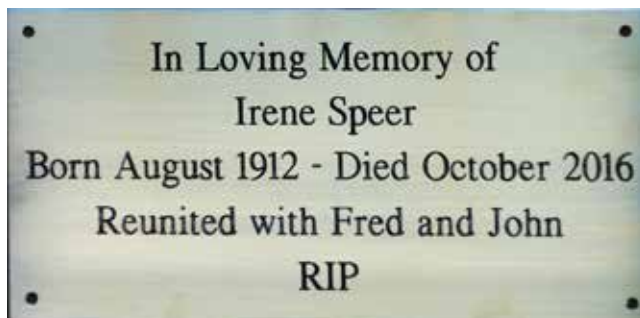 In Loving Memory of
Irene Speer
Born August 1912 - Died October 2016
Reunited with Fred and John
RIP